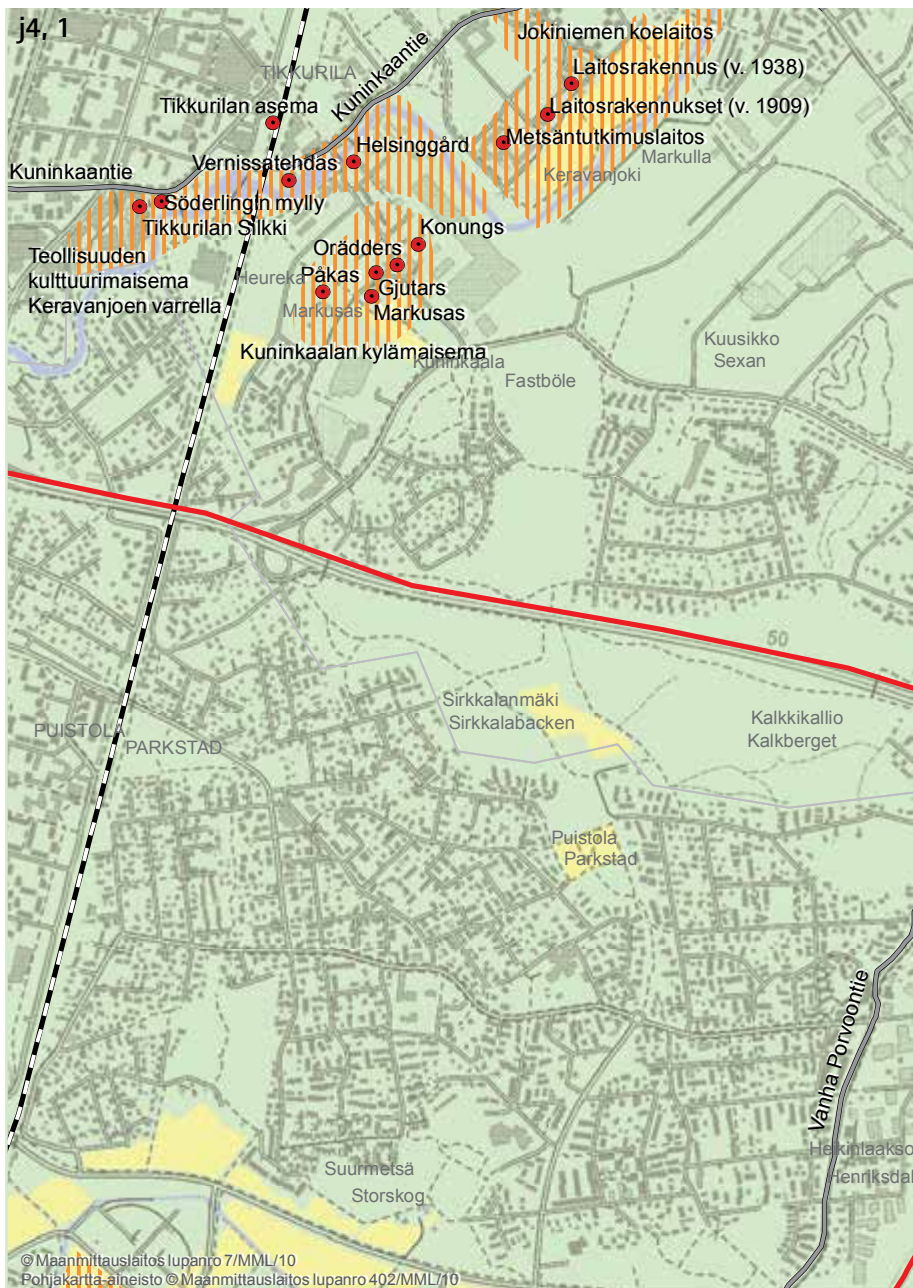 j4, 1
Jokiniemen koelaitos
Kuninkaantie
TIKKURILA
Laitosrakennus (v. 1938)
Tikkurilan asema
Laitosrakennukset (v. 1909)
Metsäntutkimuslaitos
Helsinggård
Markulla
Vernissatehdas
Keravanjoki
Kuninkaantie
Söderlingin mylly
Tikkurilan Silkki
Konungs
Orädders
Teollisuuden
kulttuurimaisema
Keravanjoen varrella
Heureka
Påkas
Gjutars
Markusas
Markusas
Kuninkaalan kylämaisema
Kuninkaala
Fastböle
Kuusikko
Sexan
50
Sirkkalanmäki
Sirkkalabacken
Kalkkikallio
Kalkberget
PUISTOLA
PARKSTAD
Puistola
Parkstad
Vanha Porvoontie
Heikinlaakso
Henriksdal
Suurmetsä
Storskog
© Maanmittauslaitos lupanro 7/MML/10
Pohjakartta-aineisto © Maanmittauslaitos lupanro 402/MML/10